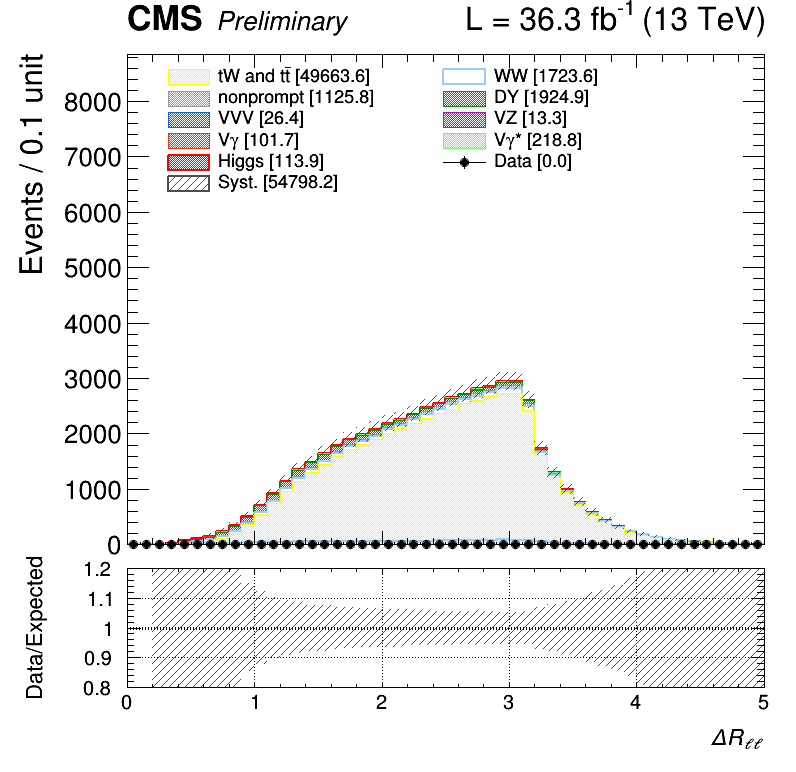 CMS Preliminary L = 36.3 fb⁻¹ (13 TeV)
tW and tt̄ [49663.6] WW [1723.6]
nonprompt [1125.8] DY [1924.9]
VVV [26.4] VZ [13.3]
Vγ [101.7] Vγ* [218.8]
Higgs [113.9] Data [0.0]
Syst. [54798.2]
Events / 0.1 unit
8000
7000
6000
5000
4000
3000
2000
1000
0
Data/Expected
1.2
1.1
1
0.9
0.8
0 1 2 3 4 5
ΔRℓℓ